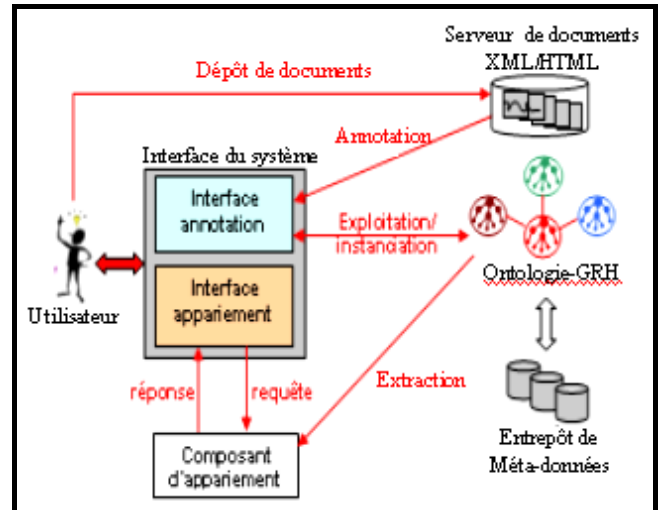 Serveur de documents
XML/HTML
Dépôt de documents
Annotation
Interface du système
Interface
annotation
Exploitation/
instanciation
Ontologie-GRH
Utilisateur
Interface
appariement
réponse
requête
Extraction
Composant
d'appariement
Entrepôt de
Méta-données